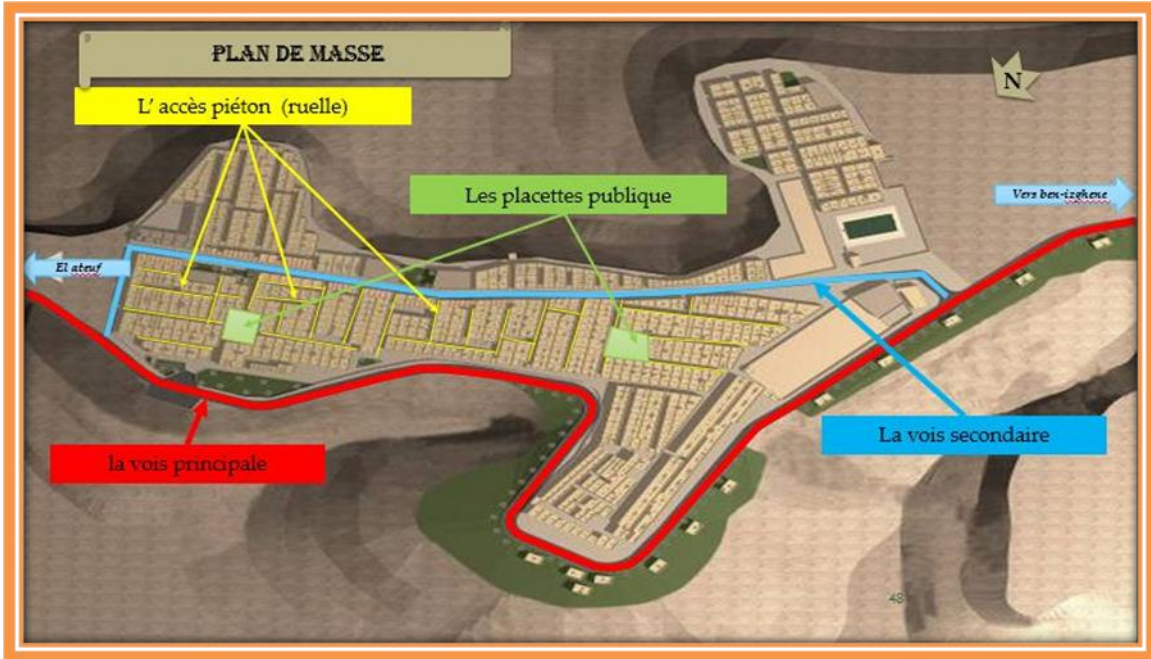 PLAN DE MASSE
N
L' accès piéton (ruelle)
Les placettes publique
Vers ben-izghene
El ateuf
La vois secondaire
la vois principale
48